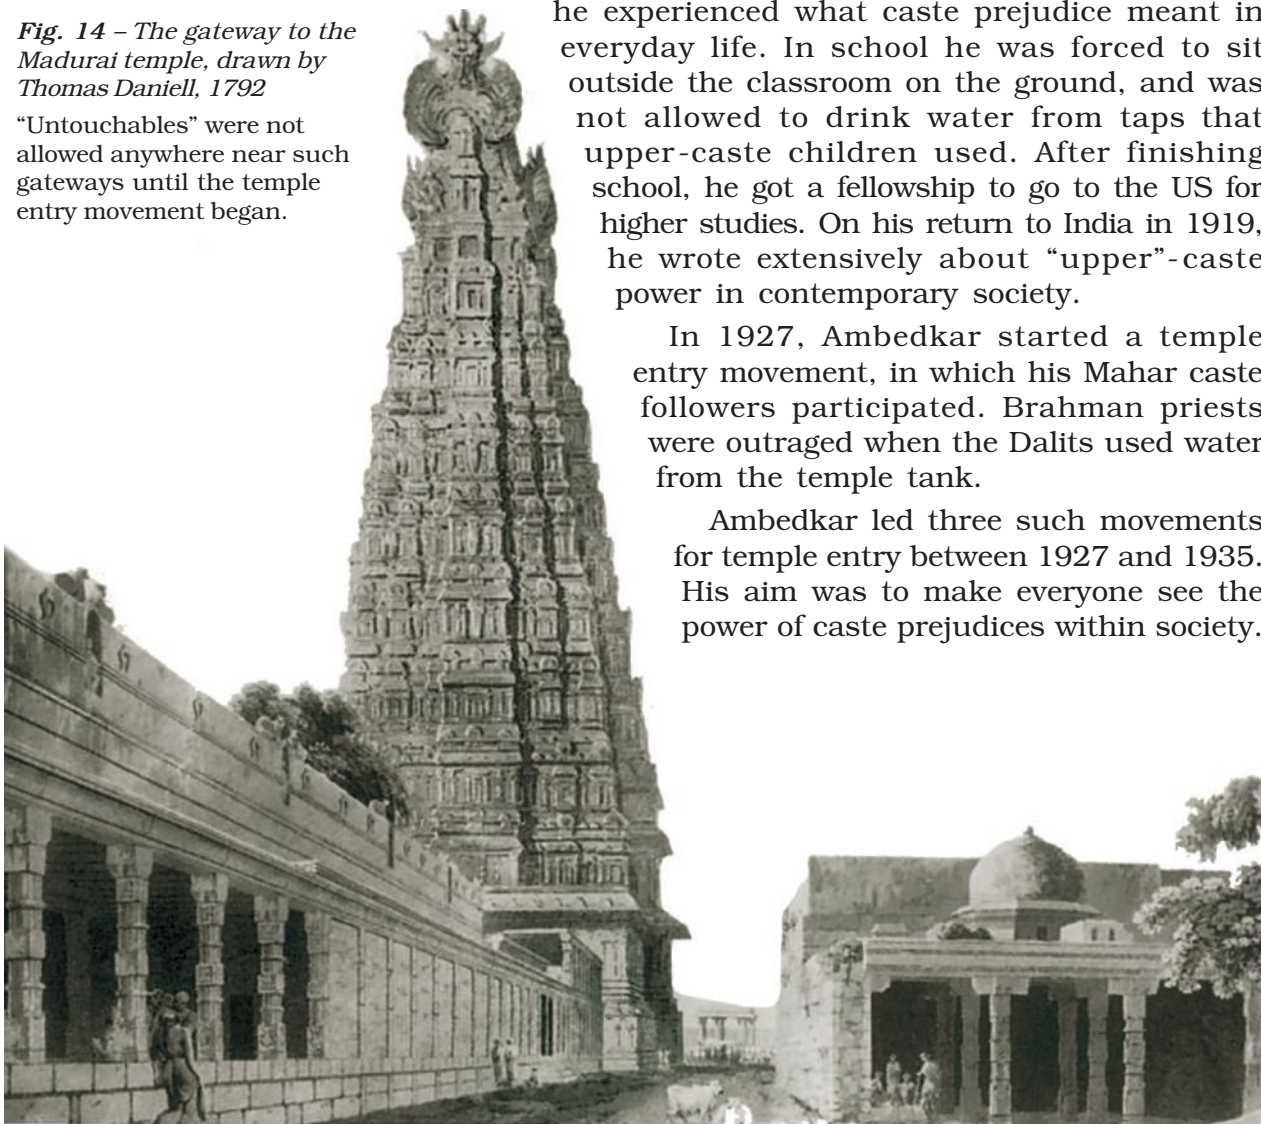 Fig. 14 – The gateway to the
Madurai temple, drawn by
Thomas Daniell, 1792
“Untouchables” were not
allowed anywhere near such
gateways until the temple
entry movement began.
he experienced what caste prejudice meant in
everyday life. In school he was forced to sit
outside the classroom on the ground, and was
not allowed to drink water from taps that
upper-caste children used. After finishing
school, he got a fellowship to go to the US for
higher studies. On his return to India in 1919,
he wrote extensively about “upper”-caste
power in contemporary society.
In 1927, Ambedkar started a temple
entry movement, in which his Mahar caste
followers participated. Brahman priests
were outraged when the Dalits used water
from the temple tank.
Ambedkar led three such movements
for temple entry between 1927 and 1935.
His aim was to make everyone see the
power of caste prejudices within society.